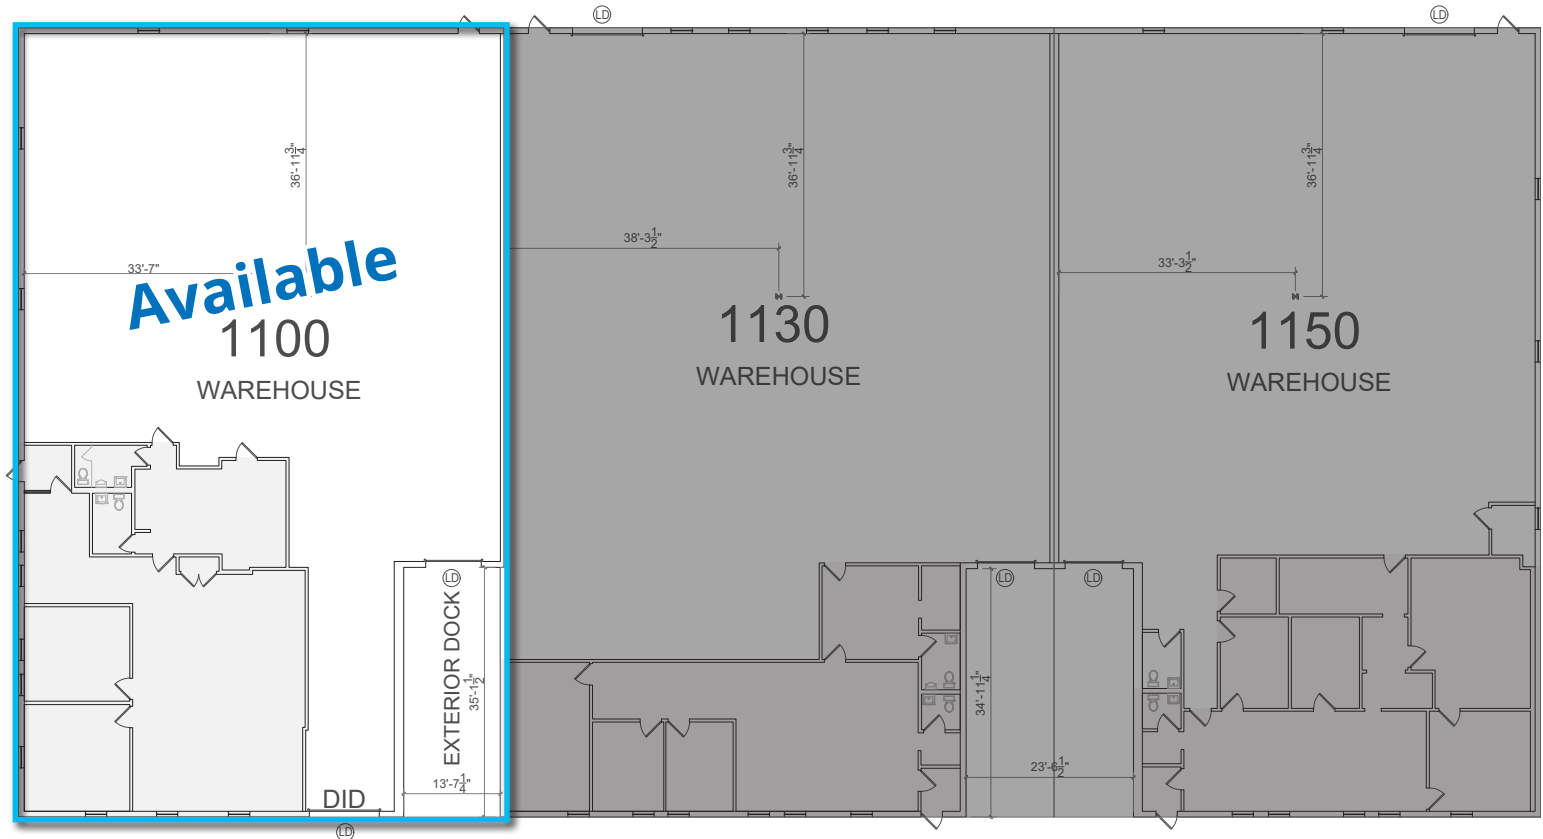 LD
LD
36'-11 3/4"
36'-11 3/4"
36'-11 3/4"
38'-3 1/2"
33'-7"
33'-3 1/2"
Available
1100
WAREHOUSE
1130
WAREHOUSE
1150
WAREHOUSE
LD
LD
LD
EXTERIOR DOCK
35'-1 1/2"
34'-11 1/4"
13'-7 1/4"
23'-6 1/2"
DID
LD